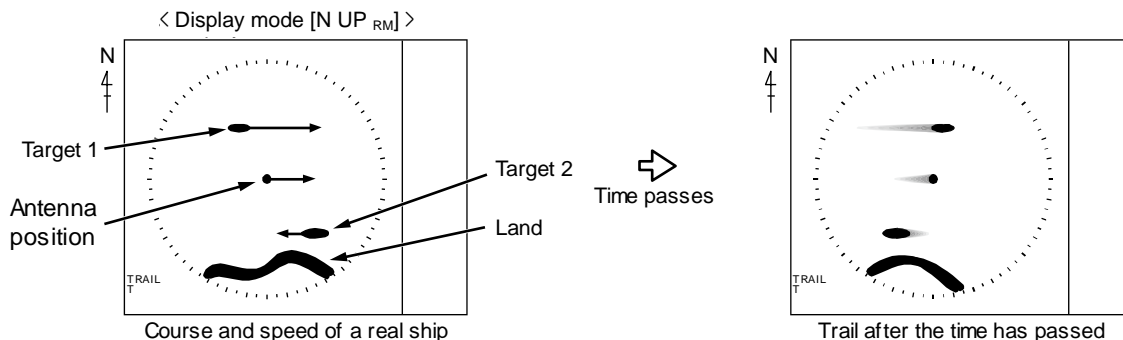 < Display mode [N UP RM] >
N
Target 1
Antenna
position
Target 2
Land
TRAIL
T
Course and speed of a real ship
Time passes
N
TRAIL
T
Trail after the time has passed